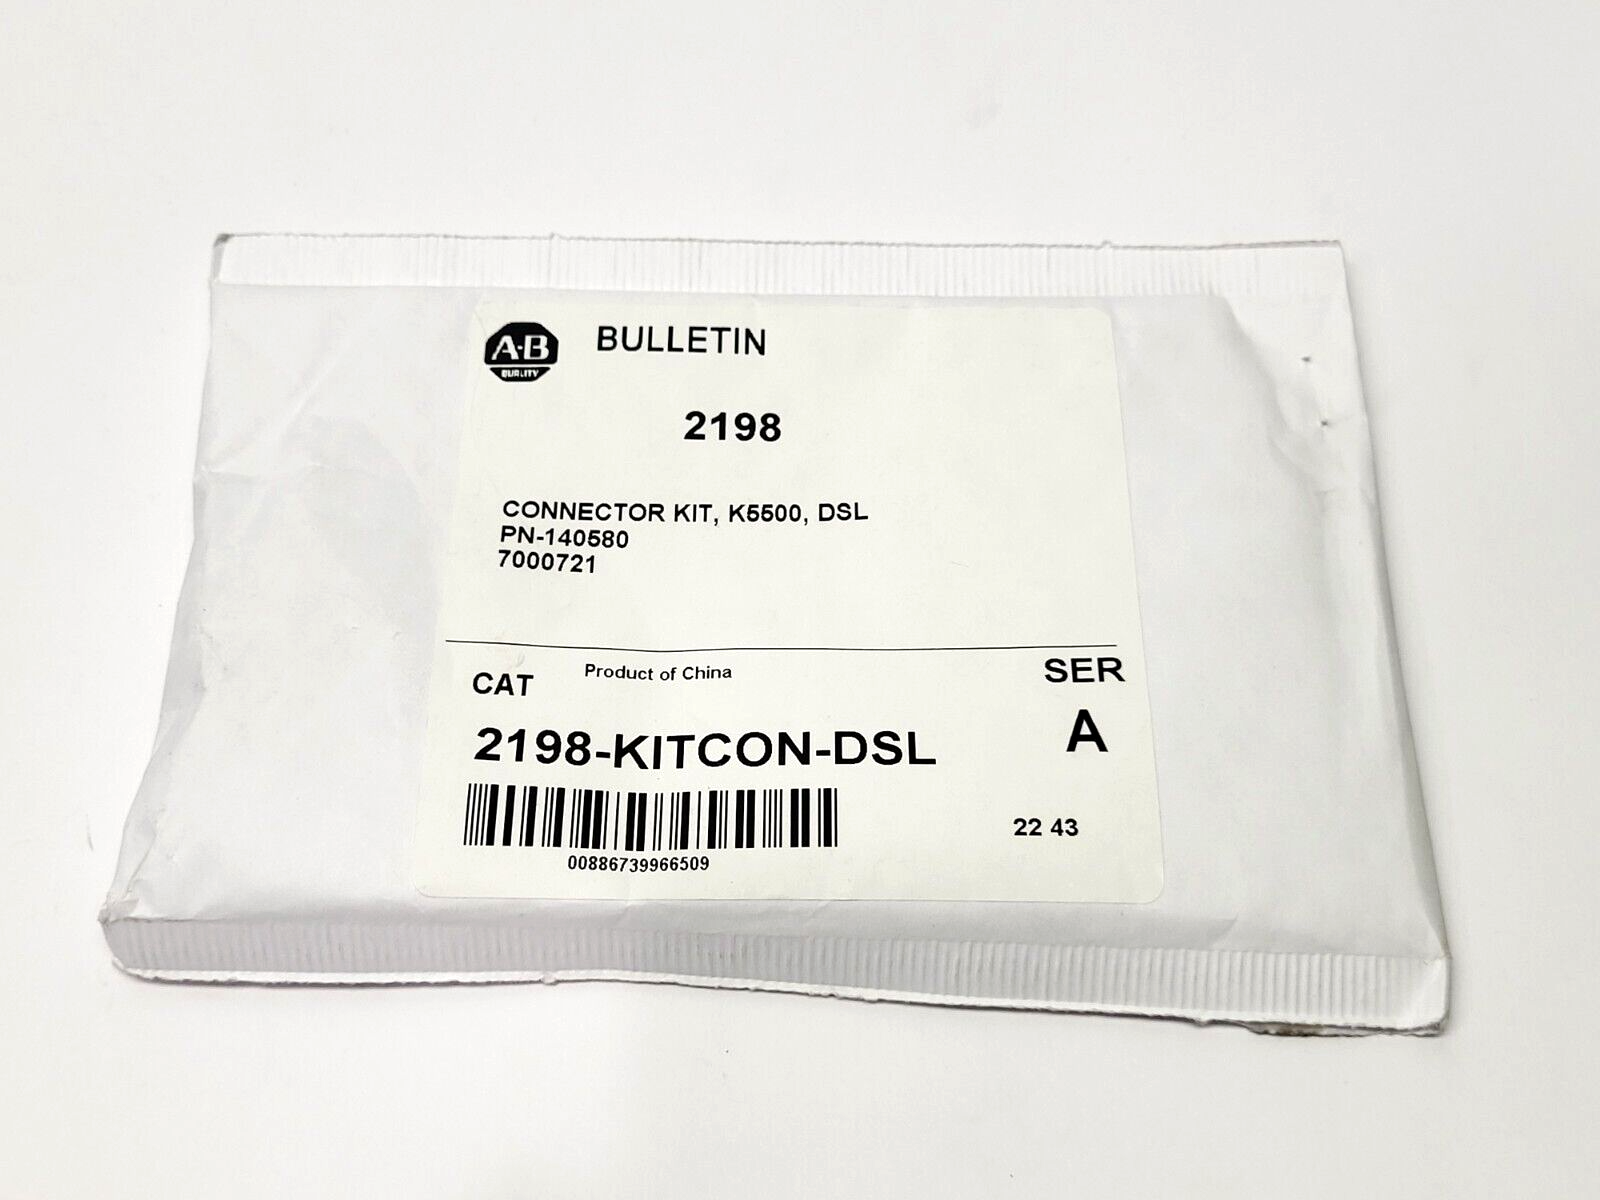 A·B
QUALITY
BULLETIN
2198
CONNECTOR KIT, K5500, DSL
PN-140580
7000721
CAT
Product of China
SER
2198-KITCON-DSL
A
22 43
00886739966509